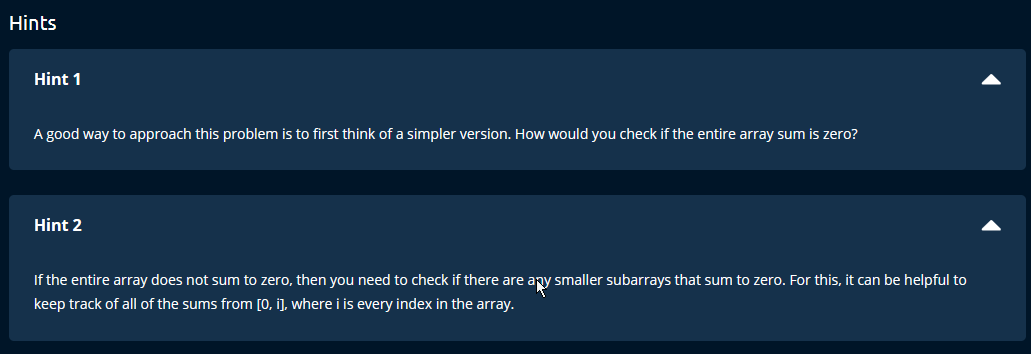 Hints
Hint 1
A good way to approach this problem is to first think of a simpler version. How would you check if the entire array sum is zero?
Hint 2
If the entire array does not sum to zero, then you need to check if there are any smaller subarrays that sum to zero. For this, it can be helpful to
keep track of all of the sums from [0, i], where i is every index in the array.